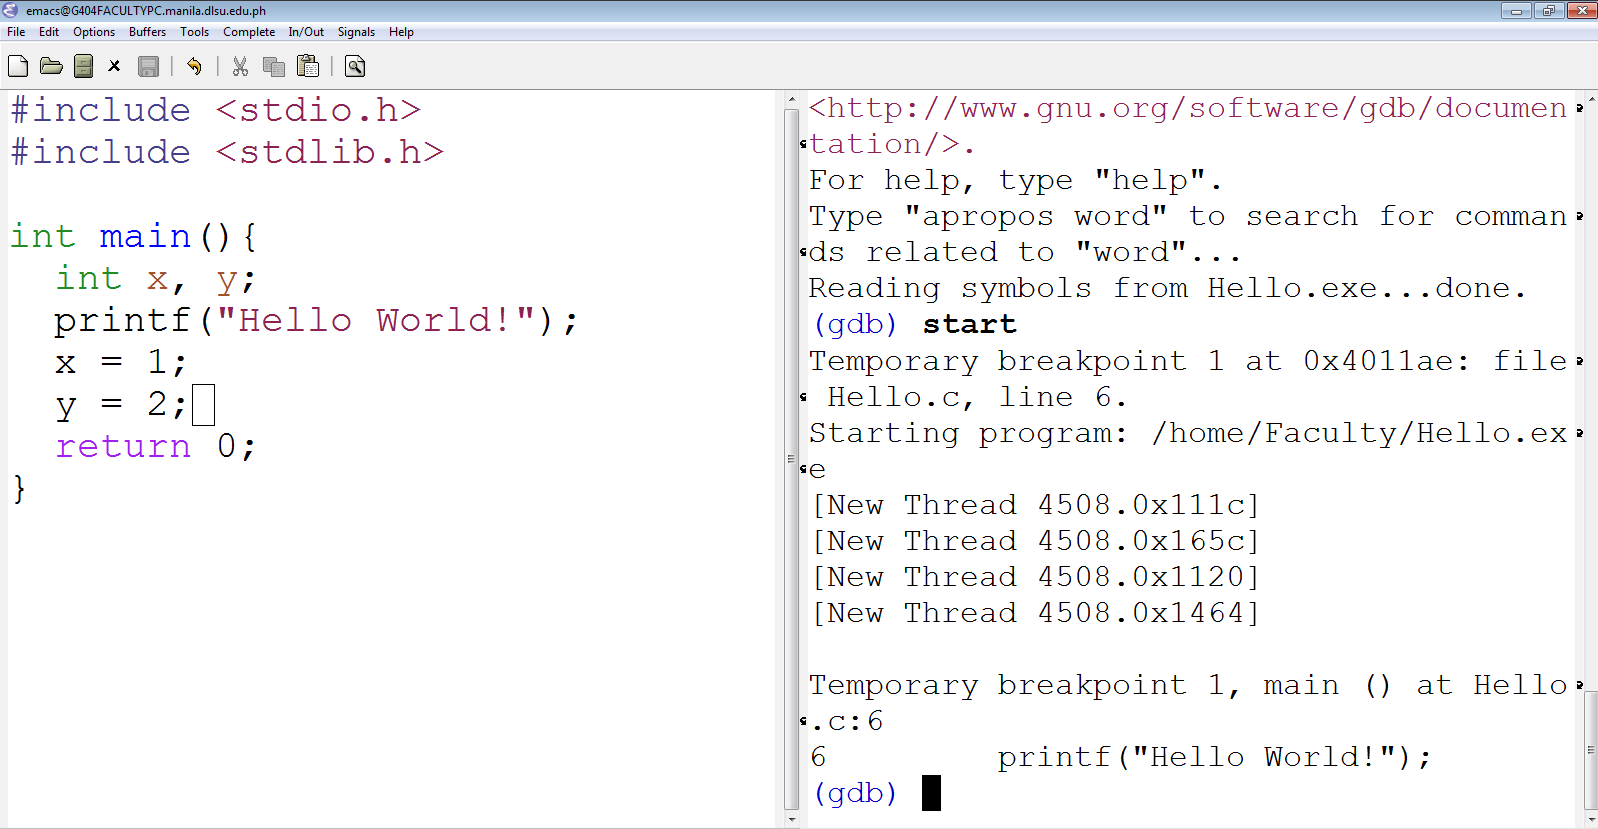 emacs@G404FACULTYPC.manila.dlsu.edu.ph
File Edit Options Buffers Tools Complete In/Out Signals Help
#include <stdio.h>
#include <stdlib.h>
int main(){
int x, y;
printf("Hello World!");
x = 1;
y = 2;
return 0;
}
<http://www.gnu.org/software/gdb/documen
tation/>.
For help, type "help".
Type "apropos word" to search for comman
ds related to "word"...
Reading symbols from Hello.exe...done.
(gdb) start
Temporary breakpoint 1 at 0x4011ae: file
Hello.c, line 6.
Starting program: /home/Faculty/Hello.ex
e
[New Thread 4508.0x111c]
[New Thread 4508.0x165c]
[New Thread 4508.0x1120]
[New Thread 4508.0x1464]
Temporary breakpoint 1, main () at Hello
.c:6
6 printf("Hello World!");
(gdb)